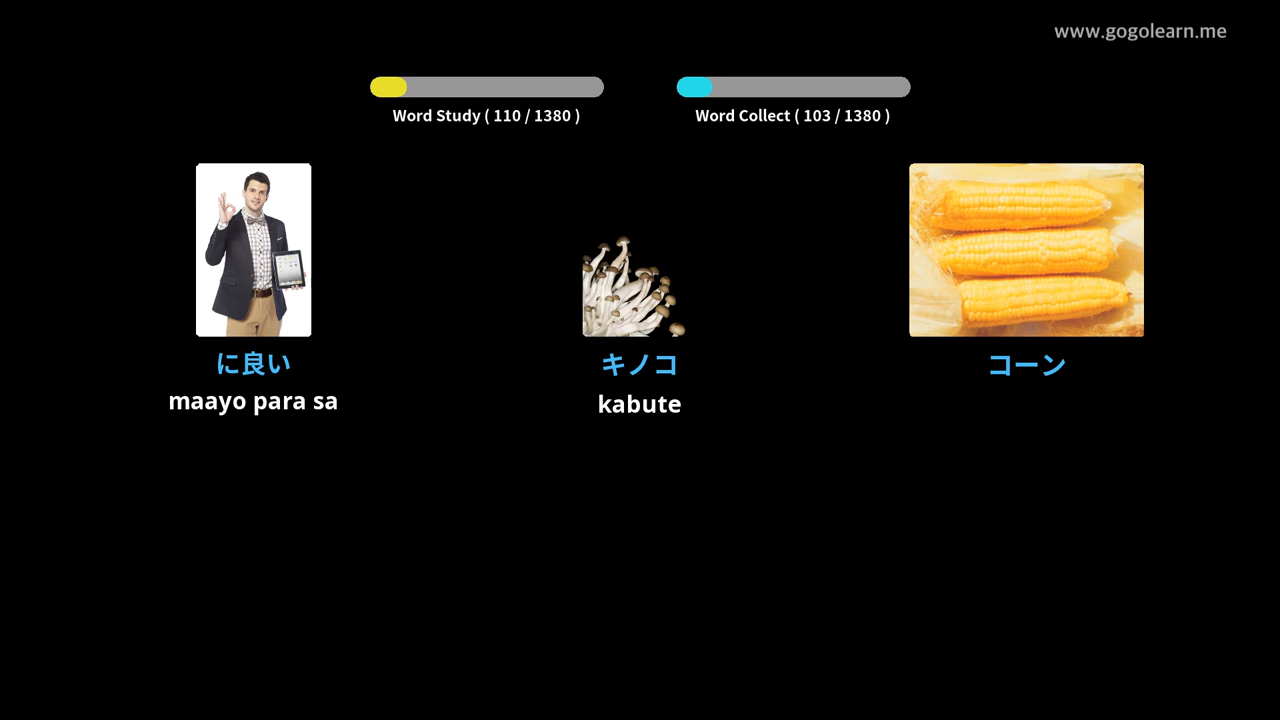 www.gogolearn.me
Word Study ( 110 / 1380 )
Word Collect ( 103 / 1380 )
に良い
maayo para sa
キノコ
kabute
コーン